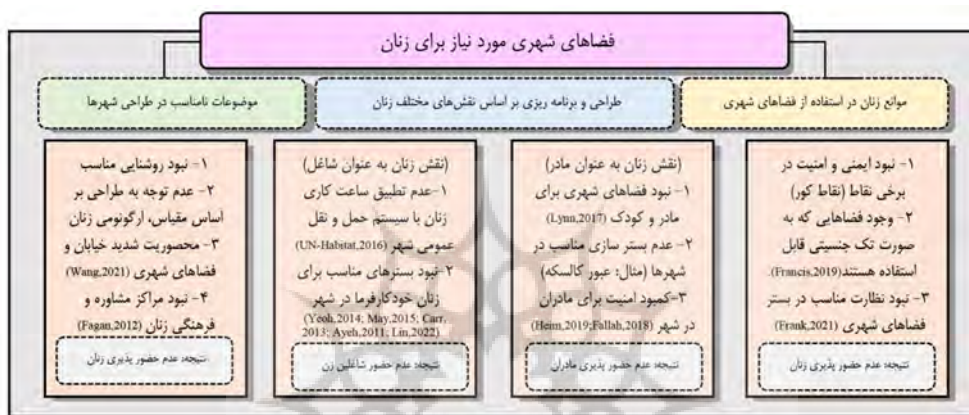 فضاهای شهری مورد نیاز برای زنان
موانع زنان در استفاده از فضاهای شهری
طراحی و برنامه ریزی بر اساس نقش‌های مختلف زنان
موضوعات نامناسب در طراحی شهرها
۱- نبود ایمنی و امنیت در
برخی نقاط (نقاط کور)
۲- وجود فضاهایی که به
صورت تک جنسیتی قابل
استفاده هستند(Francis,2019).
۳- نبود نظارت مناسب در بستر
فضاهای شهری (Frank,2021)
نتیجه: عدم حضور پذیری زنان
(نقش زنان به عنوان مادر)
۱- نبود فضاهای شهری برای
مادر و کودک (Lynn,2017)
۲- عدم بستر سازی مناسب در
شهرها (مثال: عبور کالسکه)
۳-کمبود امنیت برای مادران
در شهر (Heim,2019;Fallah,2018)
نتیجه: عدم حضور پذیری مادران
(نقش زنان به عنوان شاغل)
۱-عدم تطبیق ساعت کاری
زنان با سیستم حمل و نقل
عمومی شهر (UN-Habitat,2016)
۲-نبود بسترهای مناسب برای
زنان خودکارفرما در شهر
(Yeoh,2014; May,2015; Carr,
2013; Ayeh,2011; Lin,2022)
نتیجه: عدم حضور شاغلین زن
۱- نبود روشنایی مناسب
۲- عدم توجه به طراحی بر
اساس مقیاس، ارگونومی زنان
۳- محصوریت شدید خیابان و
فضاهای شهری (Wang,2021)
۴- نبود مراکز مشاوره و
فرهنگی زنان (Fagan,2012)
نتیجه: عدم حضور پذیری زنان